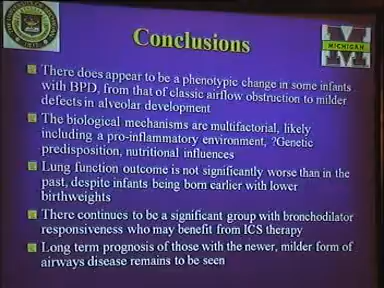 Conclusions
MICHIGAN
There does appear to be a phenotypic change in some infants
with BPD, from that of classic airflow obstruction to milder
defects in alveolar development
The biological mechanisms are multifactorial, likely
including a pro-inflammatory environment, ?Genetic
predisposition, nutritional influences
Lung function outcome is not significantly worse than in the
past, despite infants being born earlier with lower
birthweights
There continues to be a significant group with bronchodilator
responsiveness who may benefit from ICS therapy
Long term prognosis of those with the newer, milder form of
airways disease remains to be seen